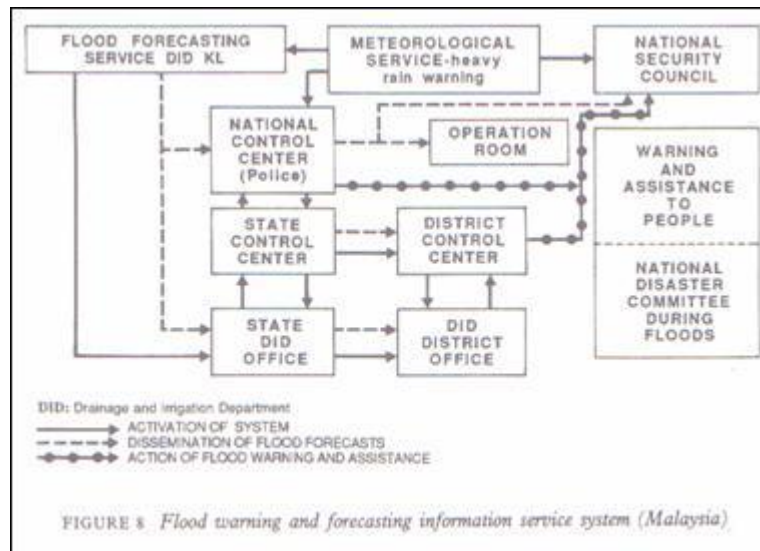 FLOOD FORECASTING
SERVICE DID KL
METEOROLOGICAL
SERVICE-heavy
rain warning
NATIONAL
SECURITY
COUNCIL
NATIONAL
CONTROL
CENTER
(Police)
OPERATION
ROOM
WARNING
AND
ASSISTANCE
TO
PEOPLE
STATE
CONTROL
CENTER
DISTRICT
CONTROL
CENTER
NATIONAL
DISASTER
COMMITTEE
DURING
FLOODS
STATE
DID
OFFICE
DID
DISTRICT
OFFICE
DID: Drainage and Irrigation Department
ACTIVATION OF SYSTEM
DISSEMINATION OF FLOOD FORECASTS
ACTION OF FLOOD WARNING AND ASSISTANCE
FIGURE 8 Flood warning and forecasting information service system (Malaysia)